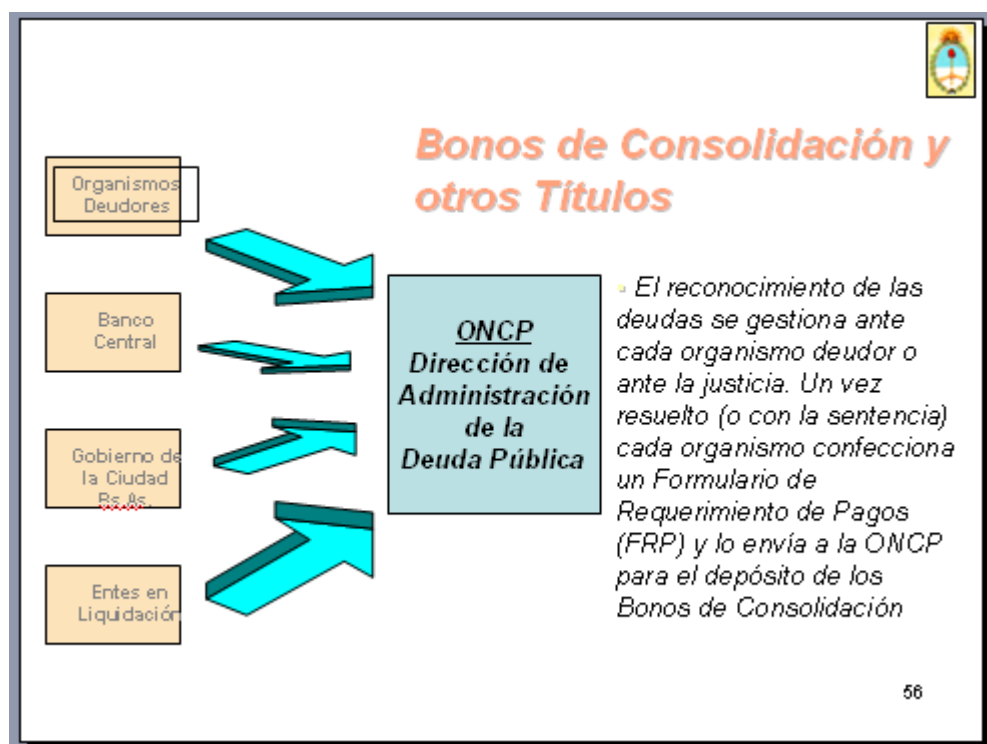 Bonos de Consolidación y
otros Títulos
Organismos
Deudores
Banco
Central
Gobierno de
la Ciudad
Bs.As.
Entes en
Liquidación
ONCP
Dirección de
Administración
de la
Deuda Pública
▪ El reconocimiento de las
deudas se gestiona ante
cada organismo deudor o
ante la justicia. Un vez
resuelto (o con la sentencia)
cada organismo confecciona
un Formulario de
Requerimiento de Pagos
(FRP) y lo envía a la ONCP
para el depósito de los
Bonos de Consolidación
56